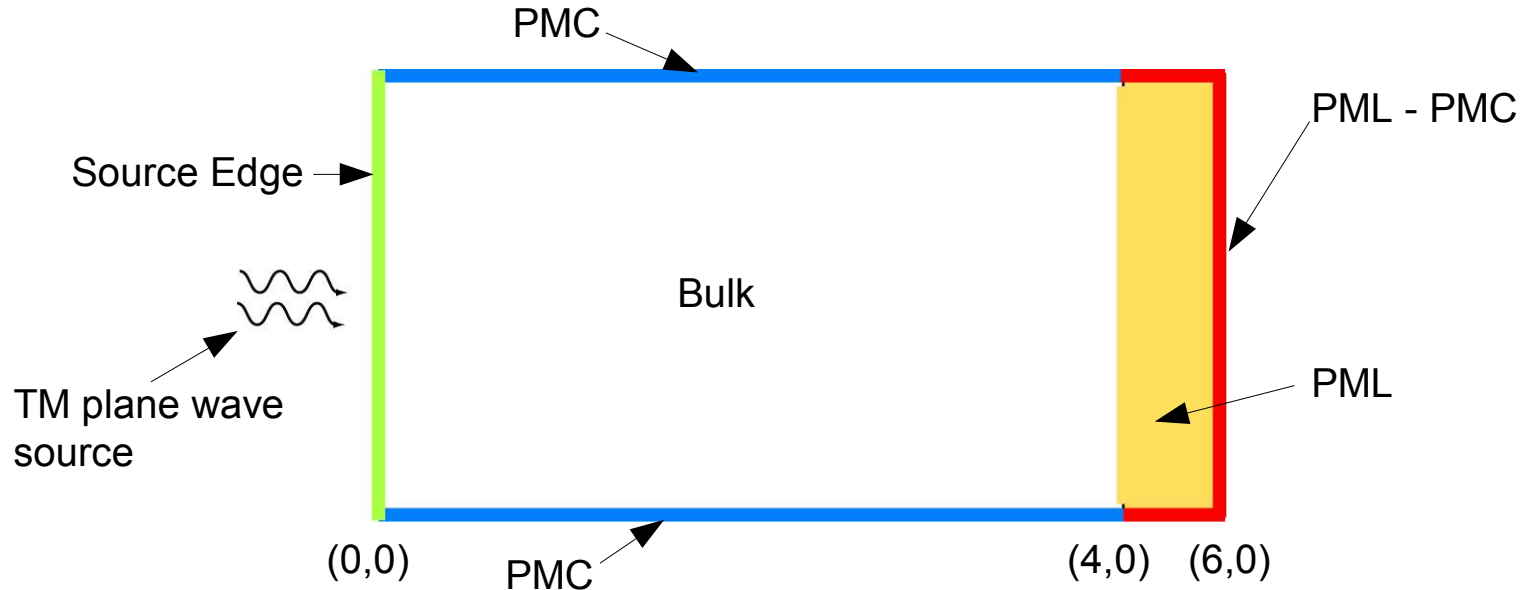 PMC
PML - PMC
Source Edge
Bulk
TM plane wave
source
PML
(0,0)
PMC
(4,0)
(6,0)